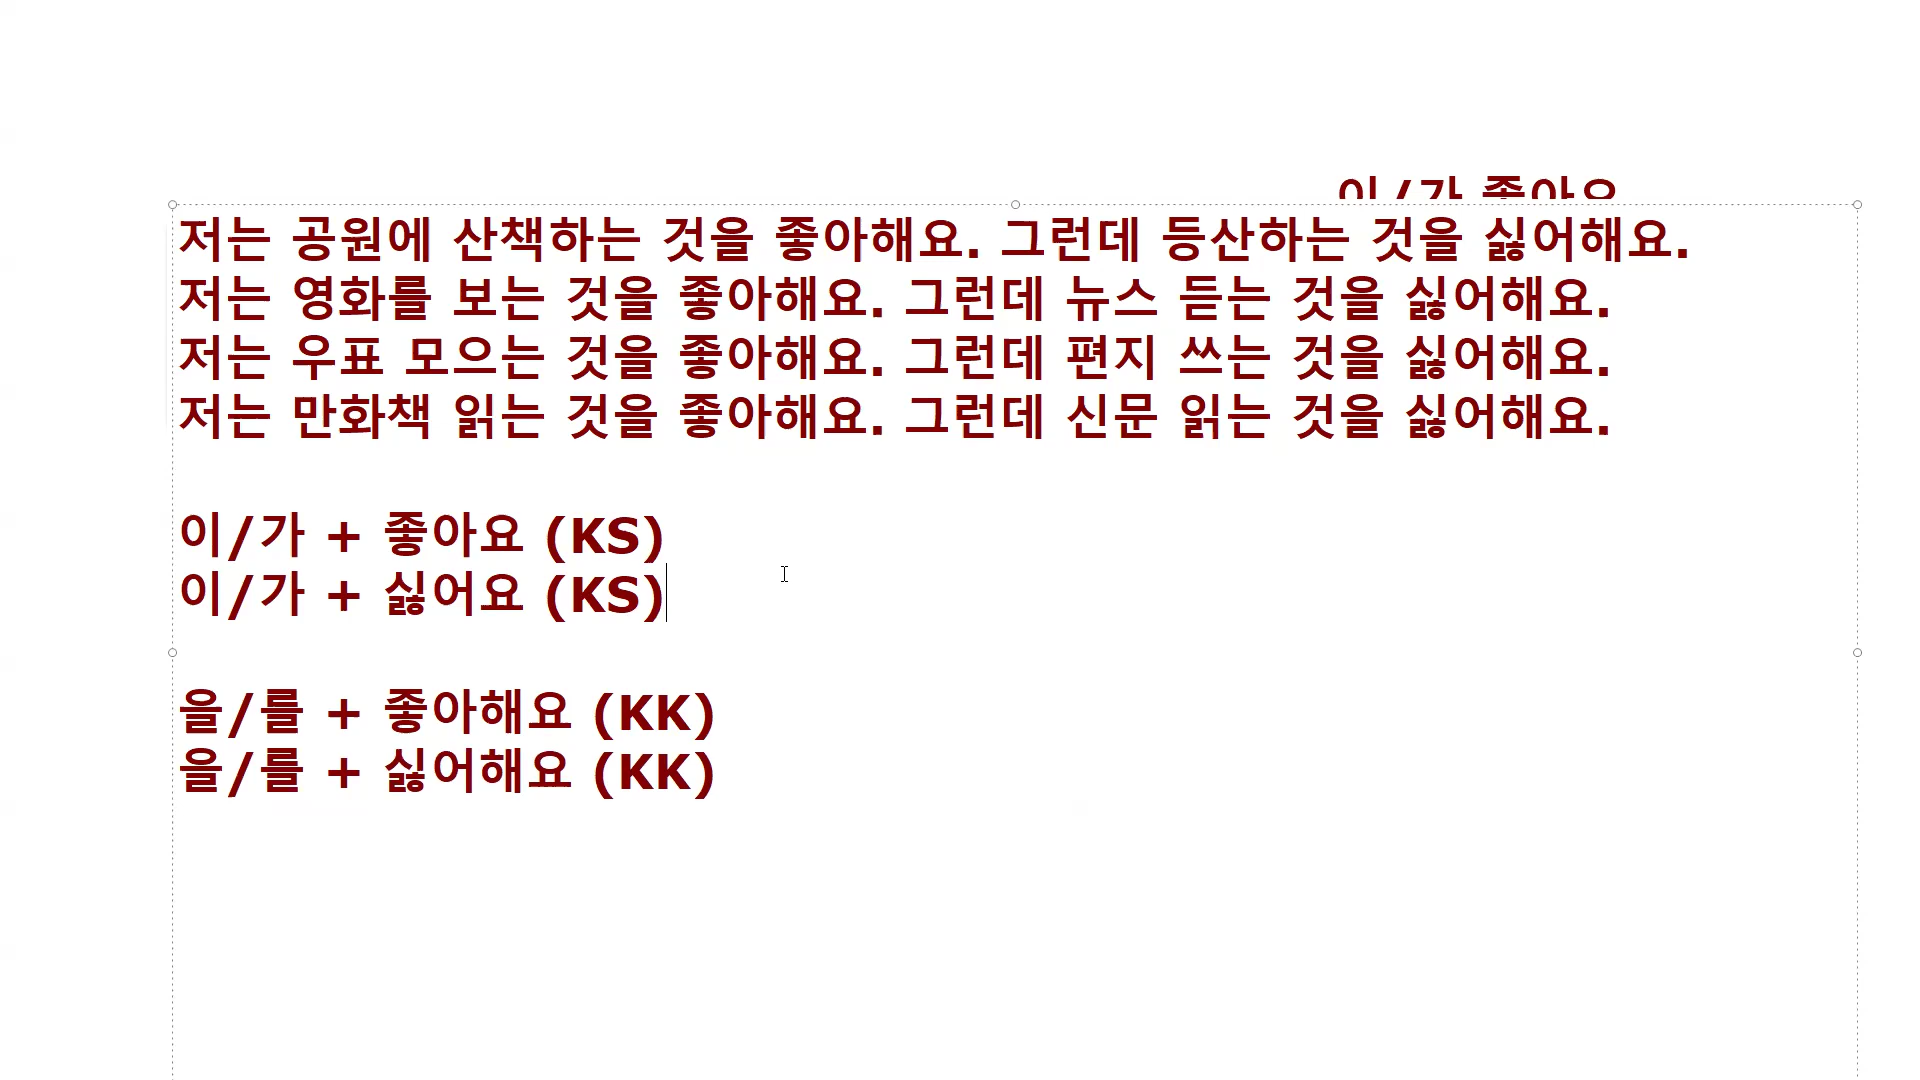 이/가 좋아요
저는 공원에 산책하는 것을 좋아해요. 그런데 등산하는 것을 싫어해요.
저는 영화를 보는 것을 좋아해요. 그런데 뉴스 듣는 것을 싫어해요.
저는 우표 모으는 것을 좋아해요. 그런데 편지 쓰는 것을 싫어해요.
저는 만화책 읽는 것을 좋아해요. 그런데 신문 읽는 것을 싫어해요.
이/가 + 좋아요 (KS)
이/가 + 싫어요 (KS)
을/를 + 좋아해요 (KK)
을/를 + 싫어해요 (KK)